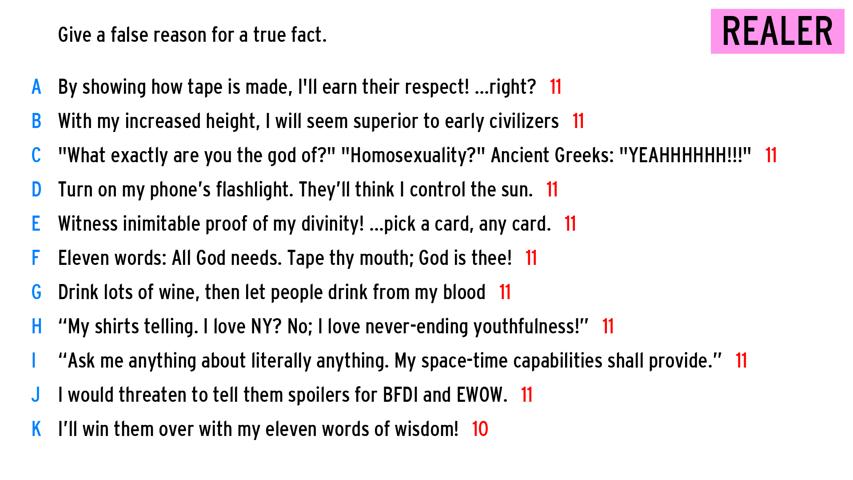 Give a false reason for a true fact.
REALER
A By showing how tape is made, I'll earn their respect! ...right? 11
B With my increased height, I will seem superior to early civilizers 11
C "What exactly are you the god of?" "Homosexuality?" Ancient Greeks: "YEAHHHHHH!!!" 11
D Turn on my phone’s flashlight. They’ll think I control the sun. 11
E Witness inimitable proof of my divinity! ...pick a card, any card. 11
F Eleven words: All God needs. Tape thy mouth; God is thee! 11
G Drink lots of wine, then let people drink from my blood 11
H “My shirts telling. I love NY? No; I love never-ending youthfulness!” 11
I “Ask me anything about literally anything. My space-time capabilities shall provide.” 11
J I would threaten to tell them spoilers for BFDI and EWOW. 11
K I’ll win them over with my eleven words of wisdom! 10